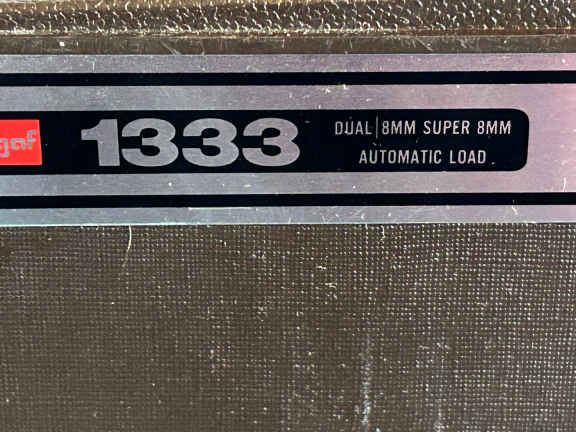 gaf 1333 DUAL 8MM SUPER 8MM
AUTOMATIC LOAD